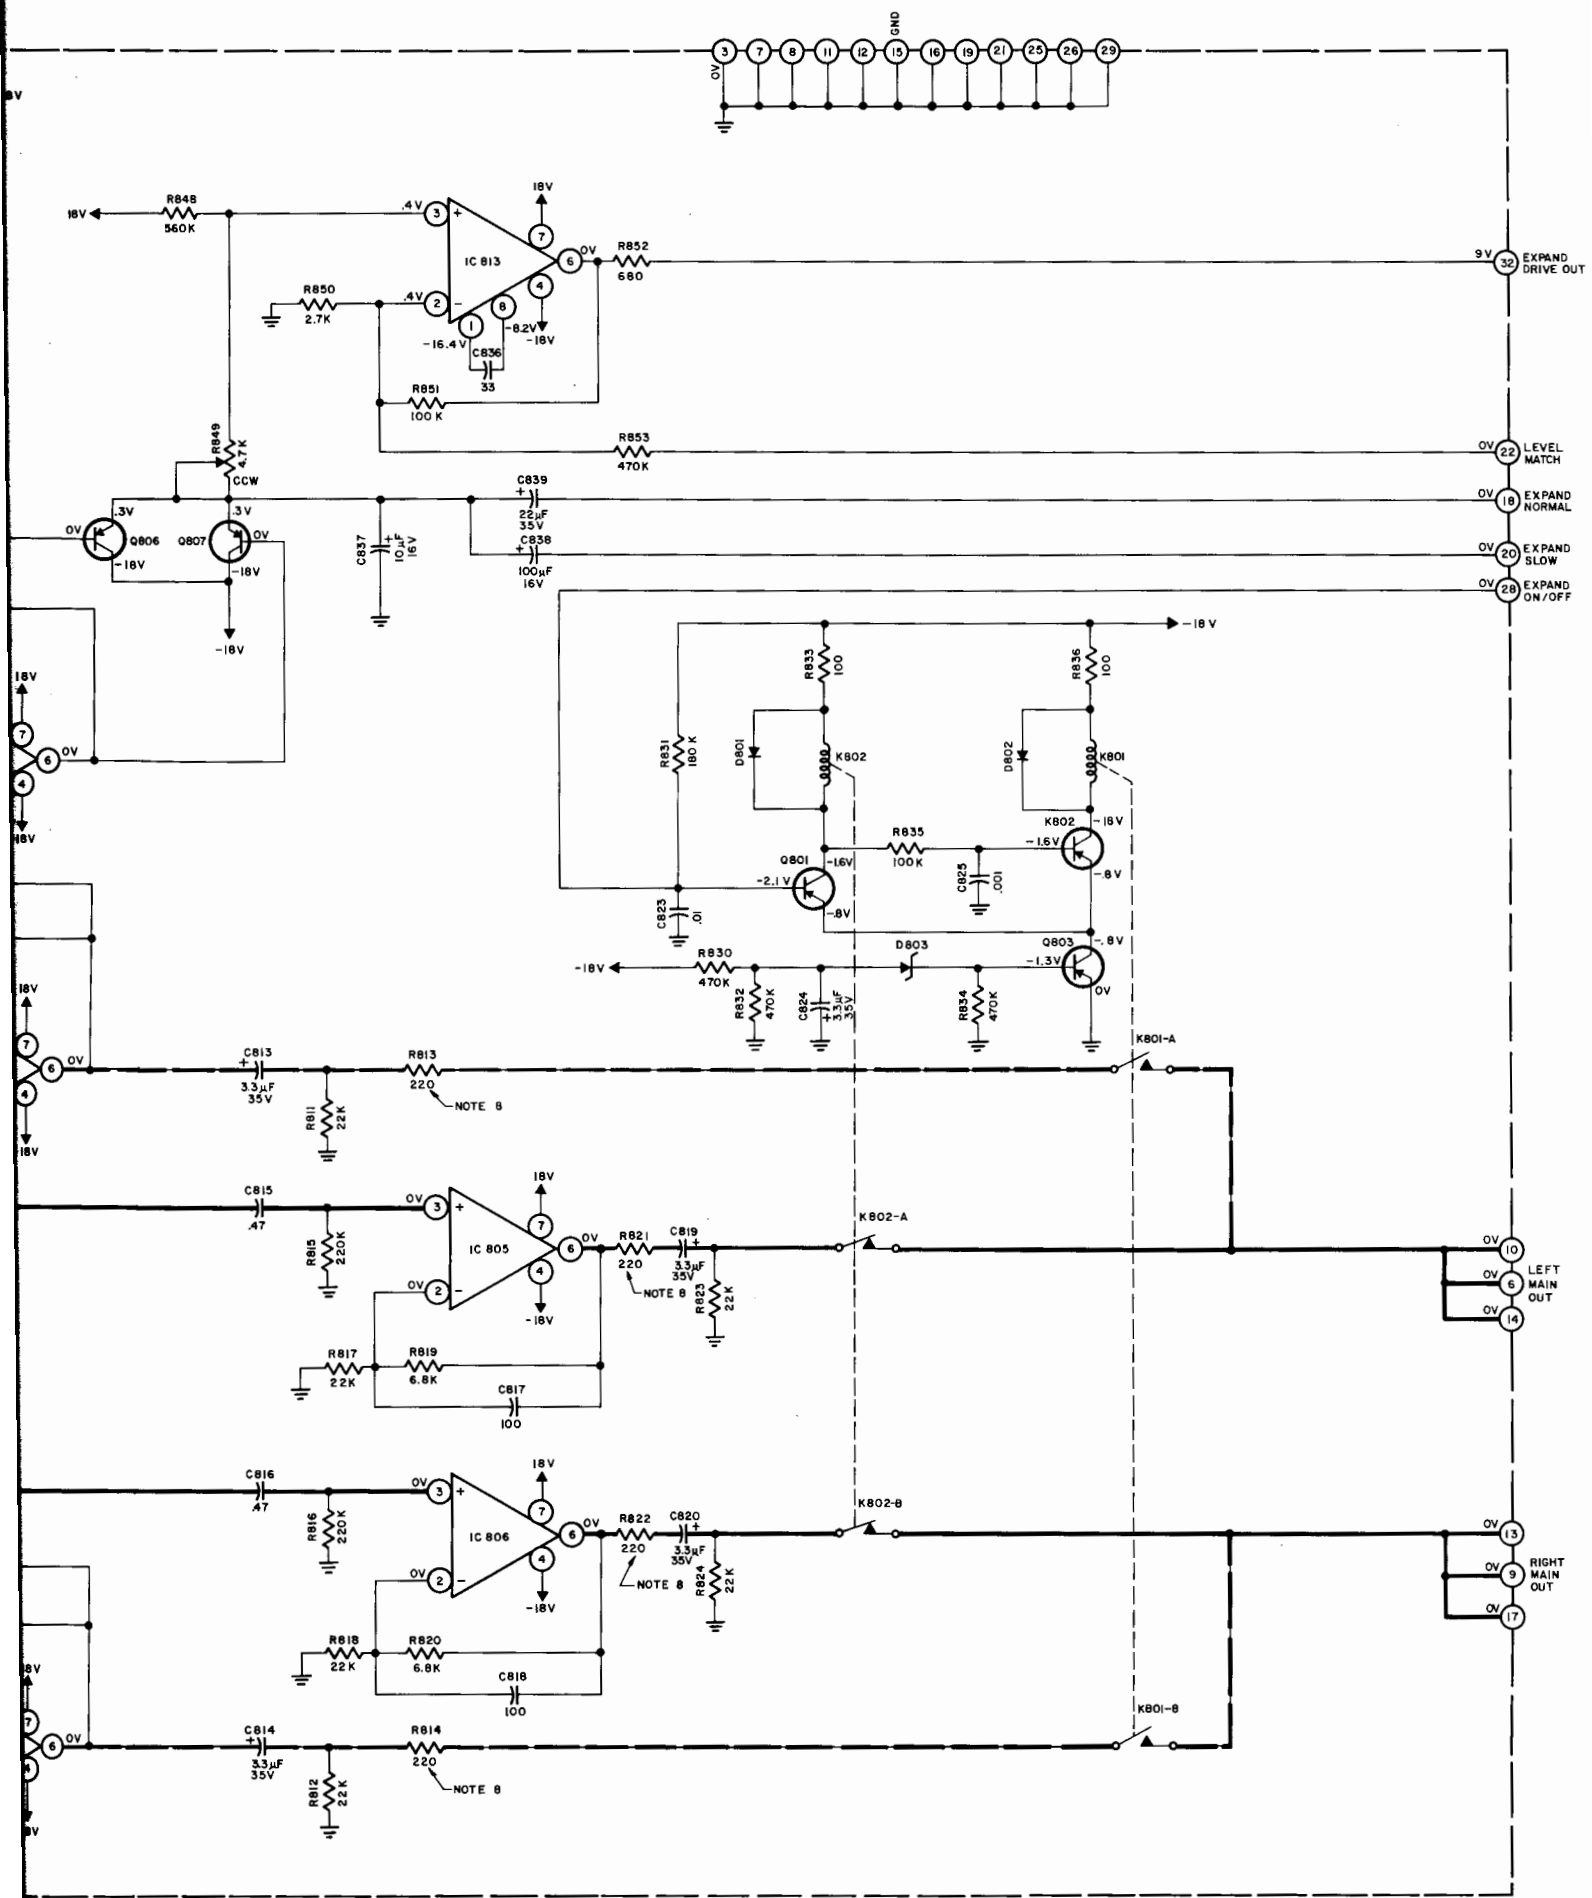 GND
3 7 8 11 12 15 16 19 21 25 26 29
0V
18V
R848
18V
560K
.4V 3 +
7
IC 813
6 0V
R852
680
9V 32 EXPAND
DRIVE OUT
R850
2.7K
.4V 2 -
8
4
1
-8.2V
-18V
-16.4V
C836
33
R851
100 K
R849
4.7K
CCW
R853
470K
0V 22 LEVEL
MATCH
C839
+
22µF
35V
0V 18 EXPAND
NORMAL
.3V
0V
Q806
-18V
.3V
Q807
0V
-18V
-18V
C837
+
10µF
16V
C838
+
100µF
16V
0V 20 EXPAND
SLOW
0V 28 EXPAND
ON/OFF
-18V
R833
100
R836
100
R831
180 K
D801
K802
D802
K801
18V
7
6 0V
4
18V
K802
-18V
-1.6V
-.8V
R835
100K
Q801
-1.6V
-2.1V
-.8V
C825
.001
C823
.01
Q803
-.8V
-1.3V
0V
D803
-18V
R830
470K
R832
470K
C824
+
3.3µF
35V
R834
470K
18V
7
6 0V
4
18V
C813
+
3.3µF
35V
R811
22K
R813
220
NOTE 8
K801-A
C815
.47
R815
220K
18V
0V 3 +
7
IC 805
6 0V
4
0V 2 -
-18V
R821
220
NOTE 8
C819
+
3.3µF
35V
R823
22K
K802-A
0V 10
0V 6
0V 14
LEFT
MAIN
OUT
R817
22K
R819
6.8K
C817
100
C816
.47
R816
220K
18V
0V 3 +
7
IC 806
6 0V
4
0V 2 -
-18V
R822
220
NOTE 8
C820
+
3.3µF
35V
R824
22K
K802-B
0V 13
0V 9
0V 17
RIGHT
MAIN
OUT
R818
22K
R820
6.8K
C818
100
K801-B
8V
7
6 0V
4
C814
+
3.3µF
35V
R812
22K
R814
220
NOTE 8